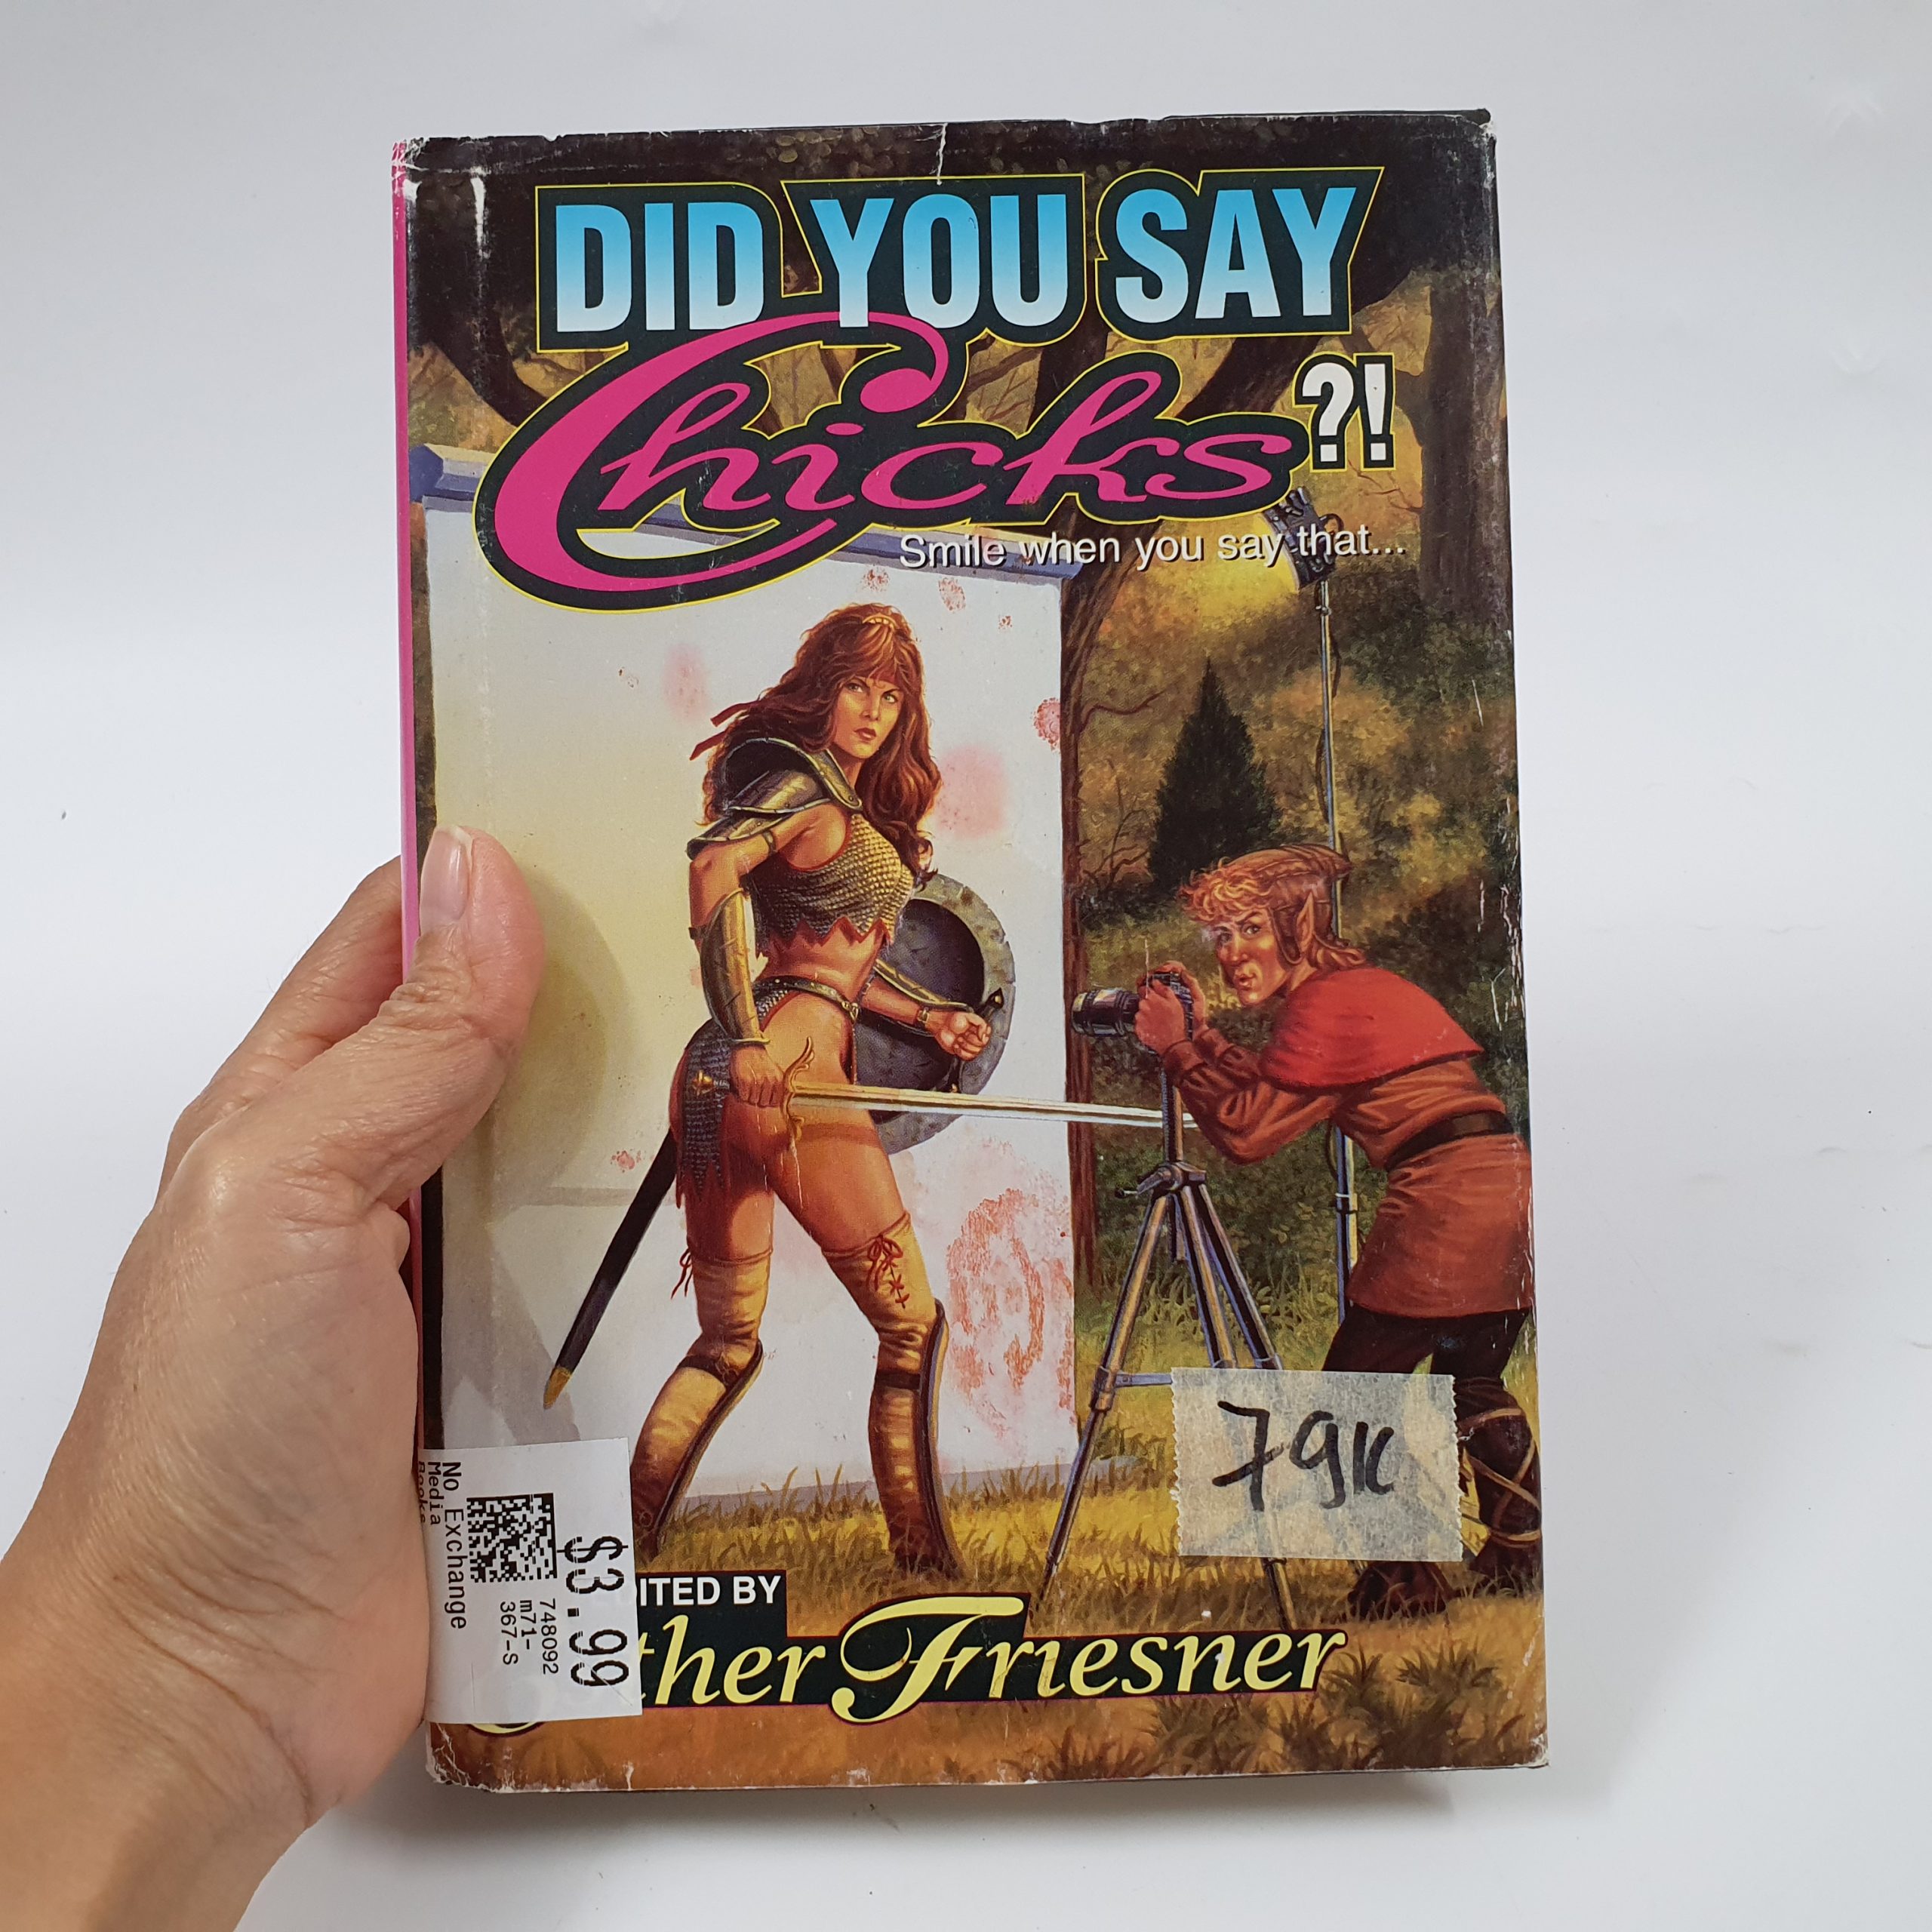 DID YOU SAY
Chicks?!
Smile when you say that...
79K
$3.99
748092
m71-
367-S
No Exchange
Media
Books
ITED BY
ther Friesner